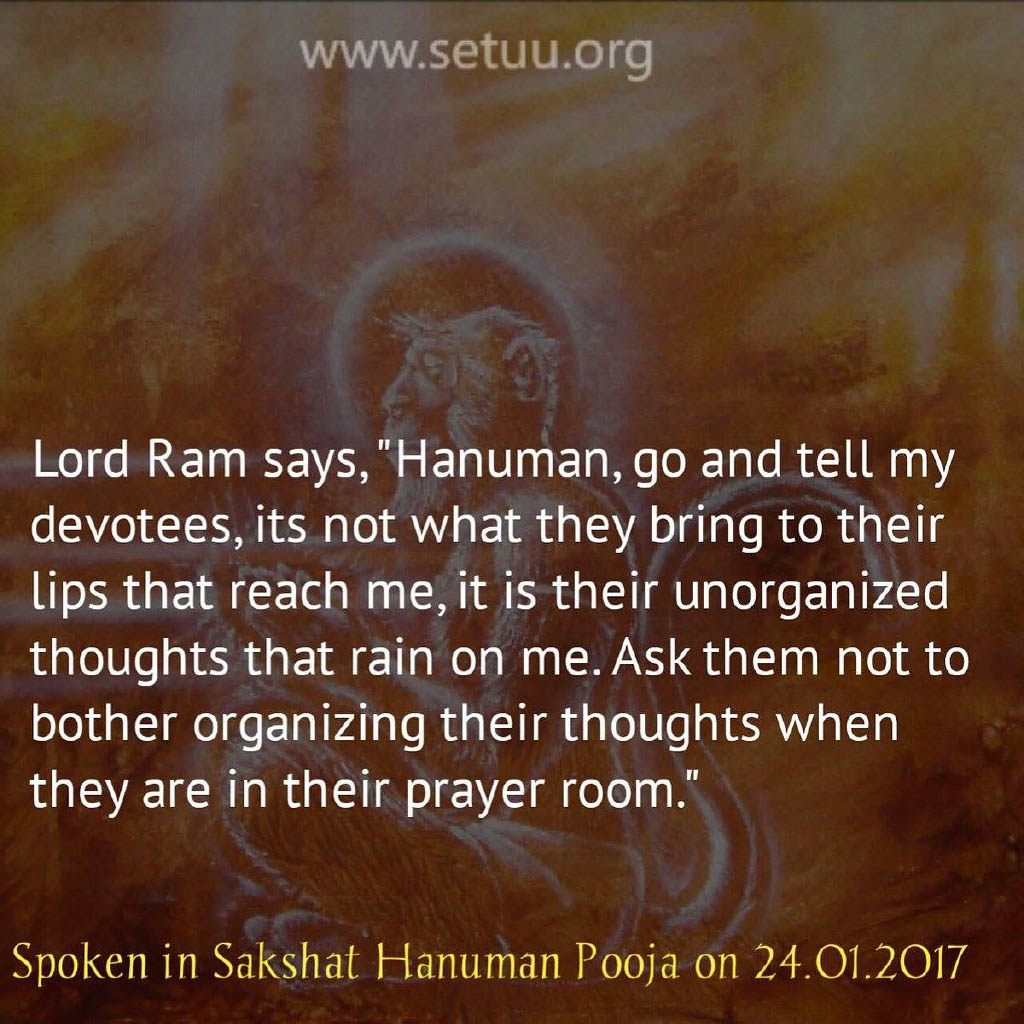 www.setuu.org
Lord Ram says, "Hanuman, go and tell my
devotees, its not what they bring to their
lips that reach me, it is their unorganized
thoughts that rain on me. Ask them not to
bother organizing their thoughts when
they are in their prayer room."
Spoken in Sakshat Hanuman Pooja on 24.01.2017